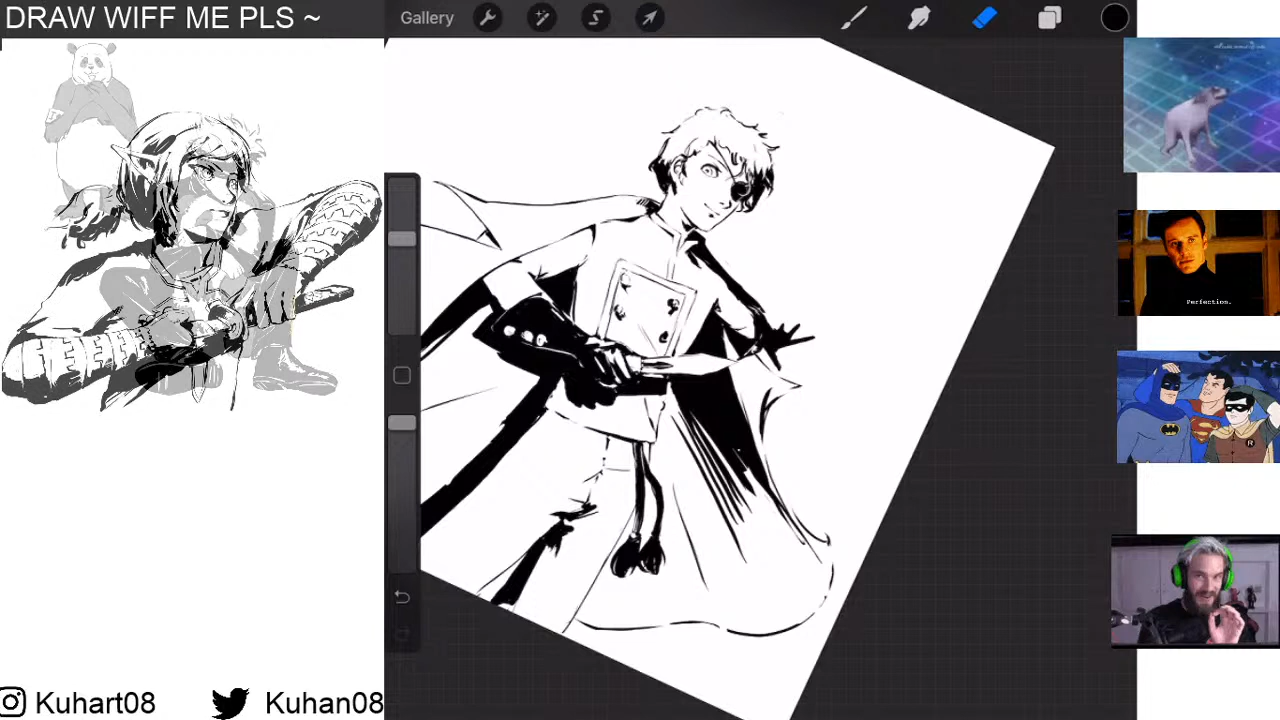 DRAW WIFF ME PLS ~
Gallery
Perfection.
R
Kuhart08
Kuhan08